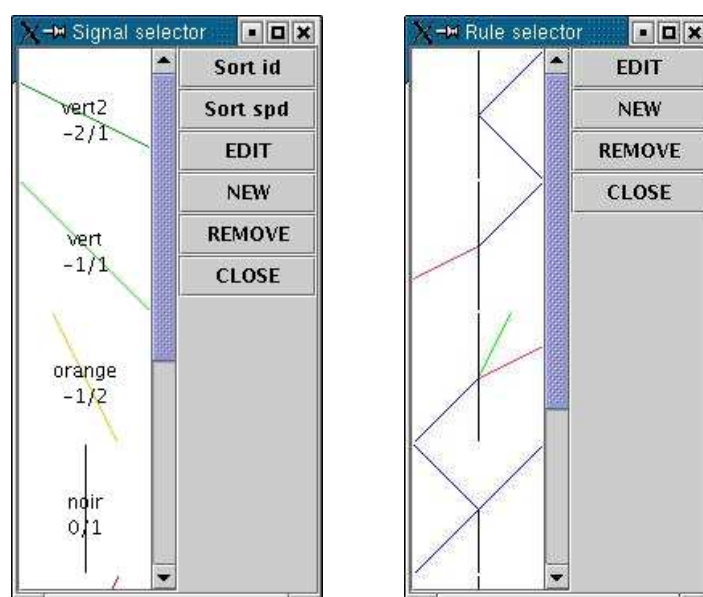 Signal selector
vert2
-2/1
vert
-1/1
orange
-1/2
noir
0/1
Sort id
Sort spd
EDIT
NEW
REMOVE
CLOSE
Rule selector
EDIT
NEW
REMOVE
CLOSE